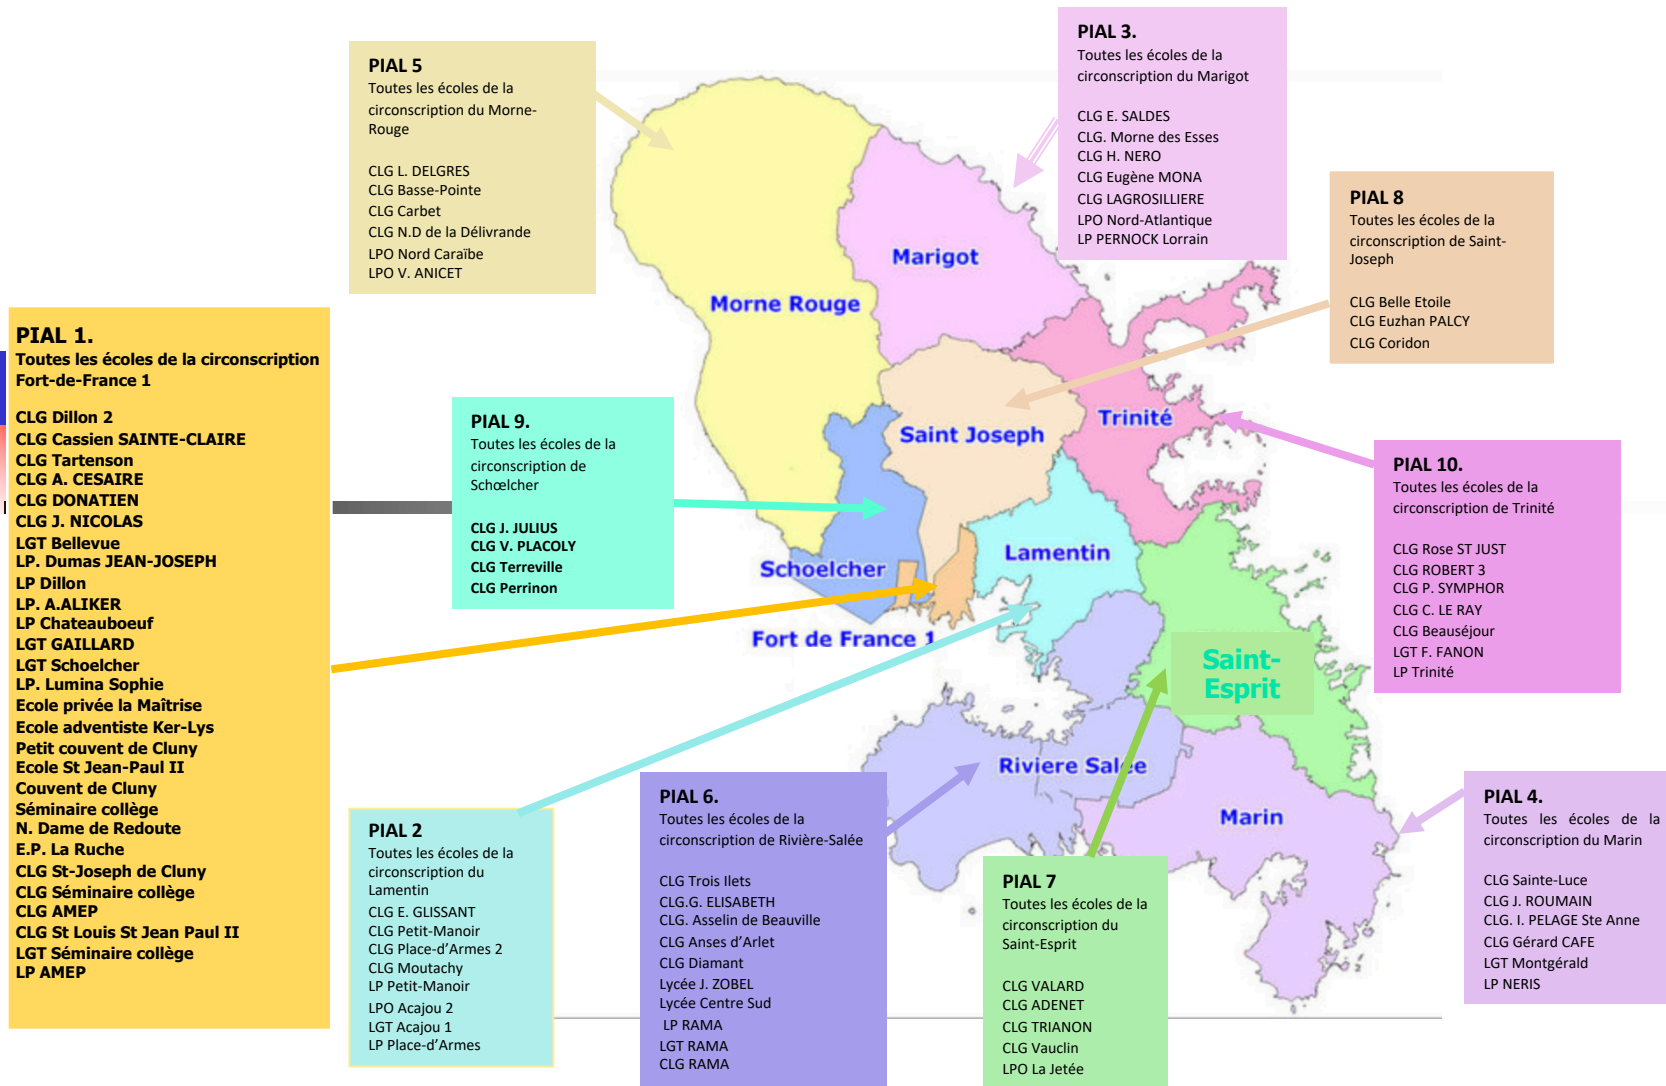 PIAL 5
Toutes les écoles de la
circonscription du Morne-
Rouge
CLG L. DELGRES
CLG Basse-Pointe
CLG Carbet
CLG N.D de la Délivrande
LPO Nord Caraïbe
LPO V. ANICET
PIAL 3.
Toutes les écoles de la
circonscription du Marigot
CLG E. SALDES
CLG. Morne des Esses
CLG H. NERO
CLG Eugène MONA
CLG LAGROSILLIERE
LPO Nord-Atlantique
LP PERNOCK Lorrain
PIAL 8
Toutes les écoles de la
circonscription de Saint-
Joseph
CLG Belle Etoile
CLG Euzhan PALCY
CLG Coridon
PIAL 1.
Toutes les écoles de la circonscription
Fort-de-France 1
CLG Dillon 2
CLG Cassien SAINTE-CLAIRE
CLG Tartenson
CLG A. CESAIRE
CLG DONATIEN
CLG J. NICOLAS
LGT Bellevue
LP. Dumas JEAN-JOSEPH
LP Dillon
LP. A.ALIKER
LP Chateauboeuf
LGT GAILLARD
LGT Schoelcher
LP. Lumina Sophie
Ecole privée la Maîtrise
Ecole adventiste Ker-Lys
Petit couvent de Cluny
Ecole St Jean-Paul II
Couvent de Cluny
Séminaire collège
N. Dame de Redoute
E.P. La Ruche
CLG St-Joseph de Cluny
CLG Séminaire collège
CLG AMEP
CLG St Louis St Jean Paul II
LGT Séminaire collège
LP AMEP
PIAL 9.
Toutes les écoles de la
circonscription de
Schœlcher
CLG J. JULIUS
CLG V. PLACOLY
CLG Terreville
CLG Perrinon
Marigot
Morne Rouge
Saint Joseph
Trinité
Lamentin
Schoelcher
Fort de France 1
Saint-
Esprit
Riviere Salée
Marin
PIAL 10.
Toutes les écoles de la
circonscription de Trinité
CLG Rose ST JUST
CLG ROBERT 3
CLG P. SYMPHOR
CLG C. LE RAY
CLG Beauséjour
LGT F. FANON
LP Trinité
PIAL 2
Toutes les écoles de la
circonscription du
Lamentin
CLG E. GLISSANT
CLG Petit-Manoir
CLG Place-d'Armes 2
CLG Moutachy
LP Petit-Manoir
LPO Acajou 2
LGT Acajou 1
LP Place-d'Armes
PIAL 6.
Toutes les écoles de la
circonscription de Rivière-Salée
CLG Trois Ilets
CLG.G. ELISABETH
CLG. Asselin de Beauville
CLG Anses d'Arlet
CLG Diamant
Lycée J. ZOBEL
Lycée Centre Sud
LP RAMA
LGT RAMA
CLG RAMA
PIAL 7
Toutes les écoles de la
circonscription du
Saint-Esprit
CLG VALARD
CLG ADENET
CLG TRIANON
CLG Vauclin
LPO La Jetée
PIAL 4.
Toutes les écoles de la
circonscription du Marin
CLG Sainte-Luce
CLG J. ROUMAIN
CLG. I. PELAGE Ste Anne
CLG Gérard CAFE
LGT Montgérald
LP NERIS